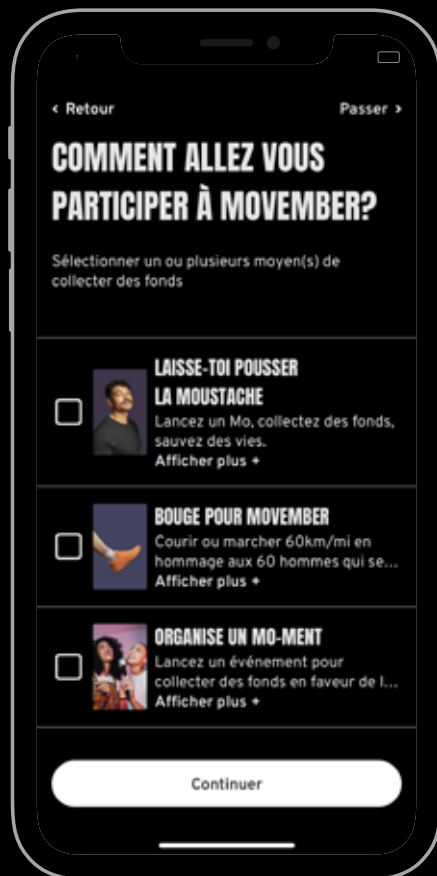 ‹ Retour
Passer ›
COMMENT ALLEZ VOUS
PARTICIPER À MOVEMBER?
Sélectionner un ou plusieurs moyen(s) de
collecter des fonds
LAISSE-TOI POUSSER
LA MOUSTACHE
Lancez un Mo, collectez des fonds,
sauvez des vies.
Afficher plus +
BOUGE POUR MOVEMBER
Courir ou marcher 60km/mi en
hommage aux 60 hommes qui se...
Afficher plus +
ORGANISE UN MO-MENT
Lancez un événement pour
collecter des fonds en faveur de l...
Afficher plus +
Continuer